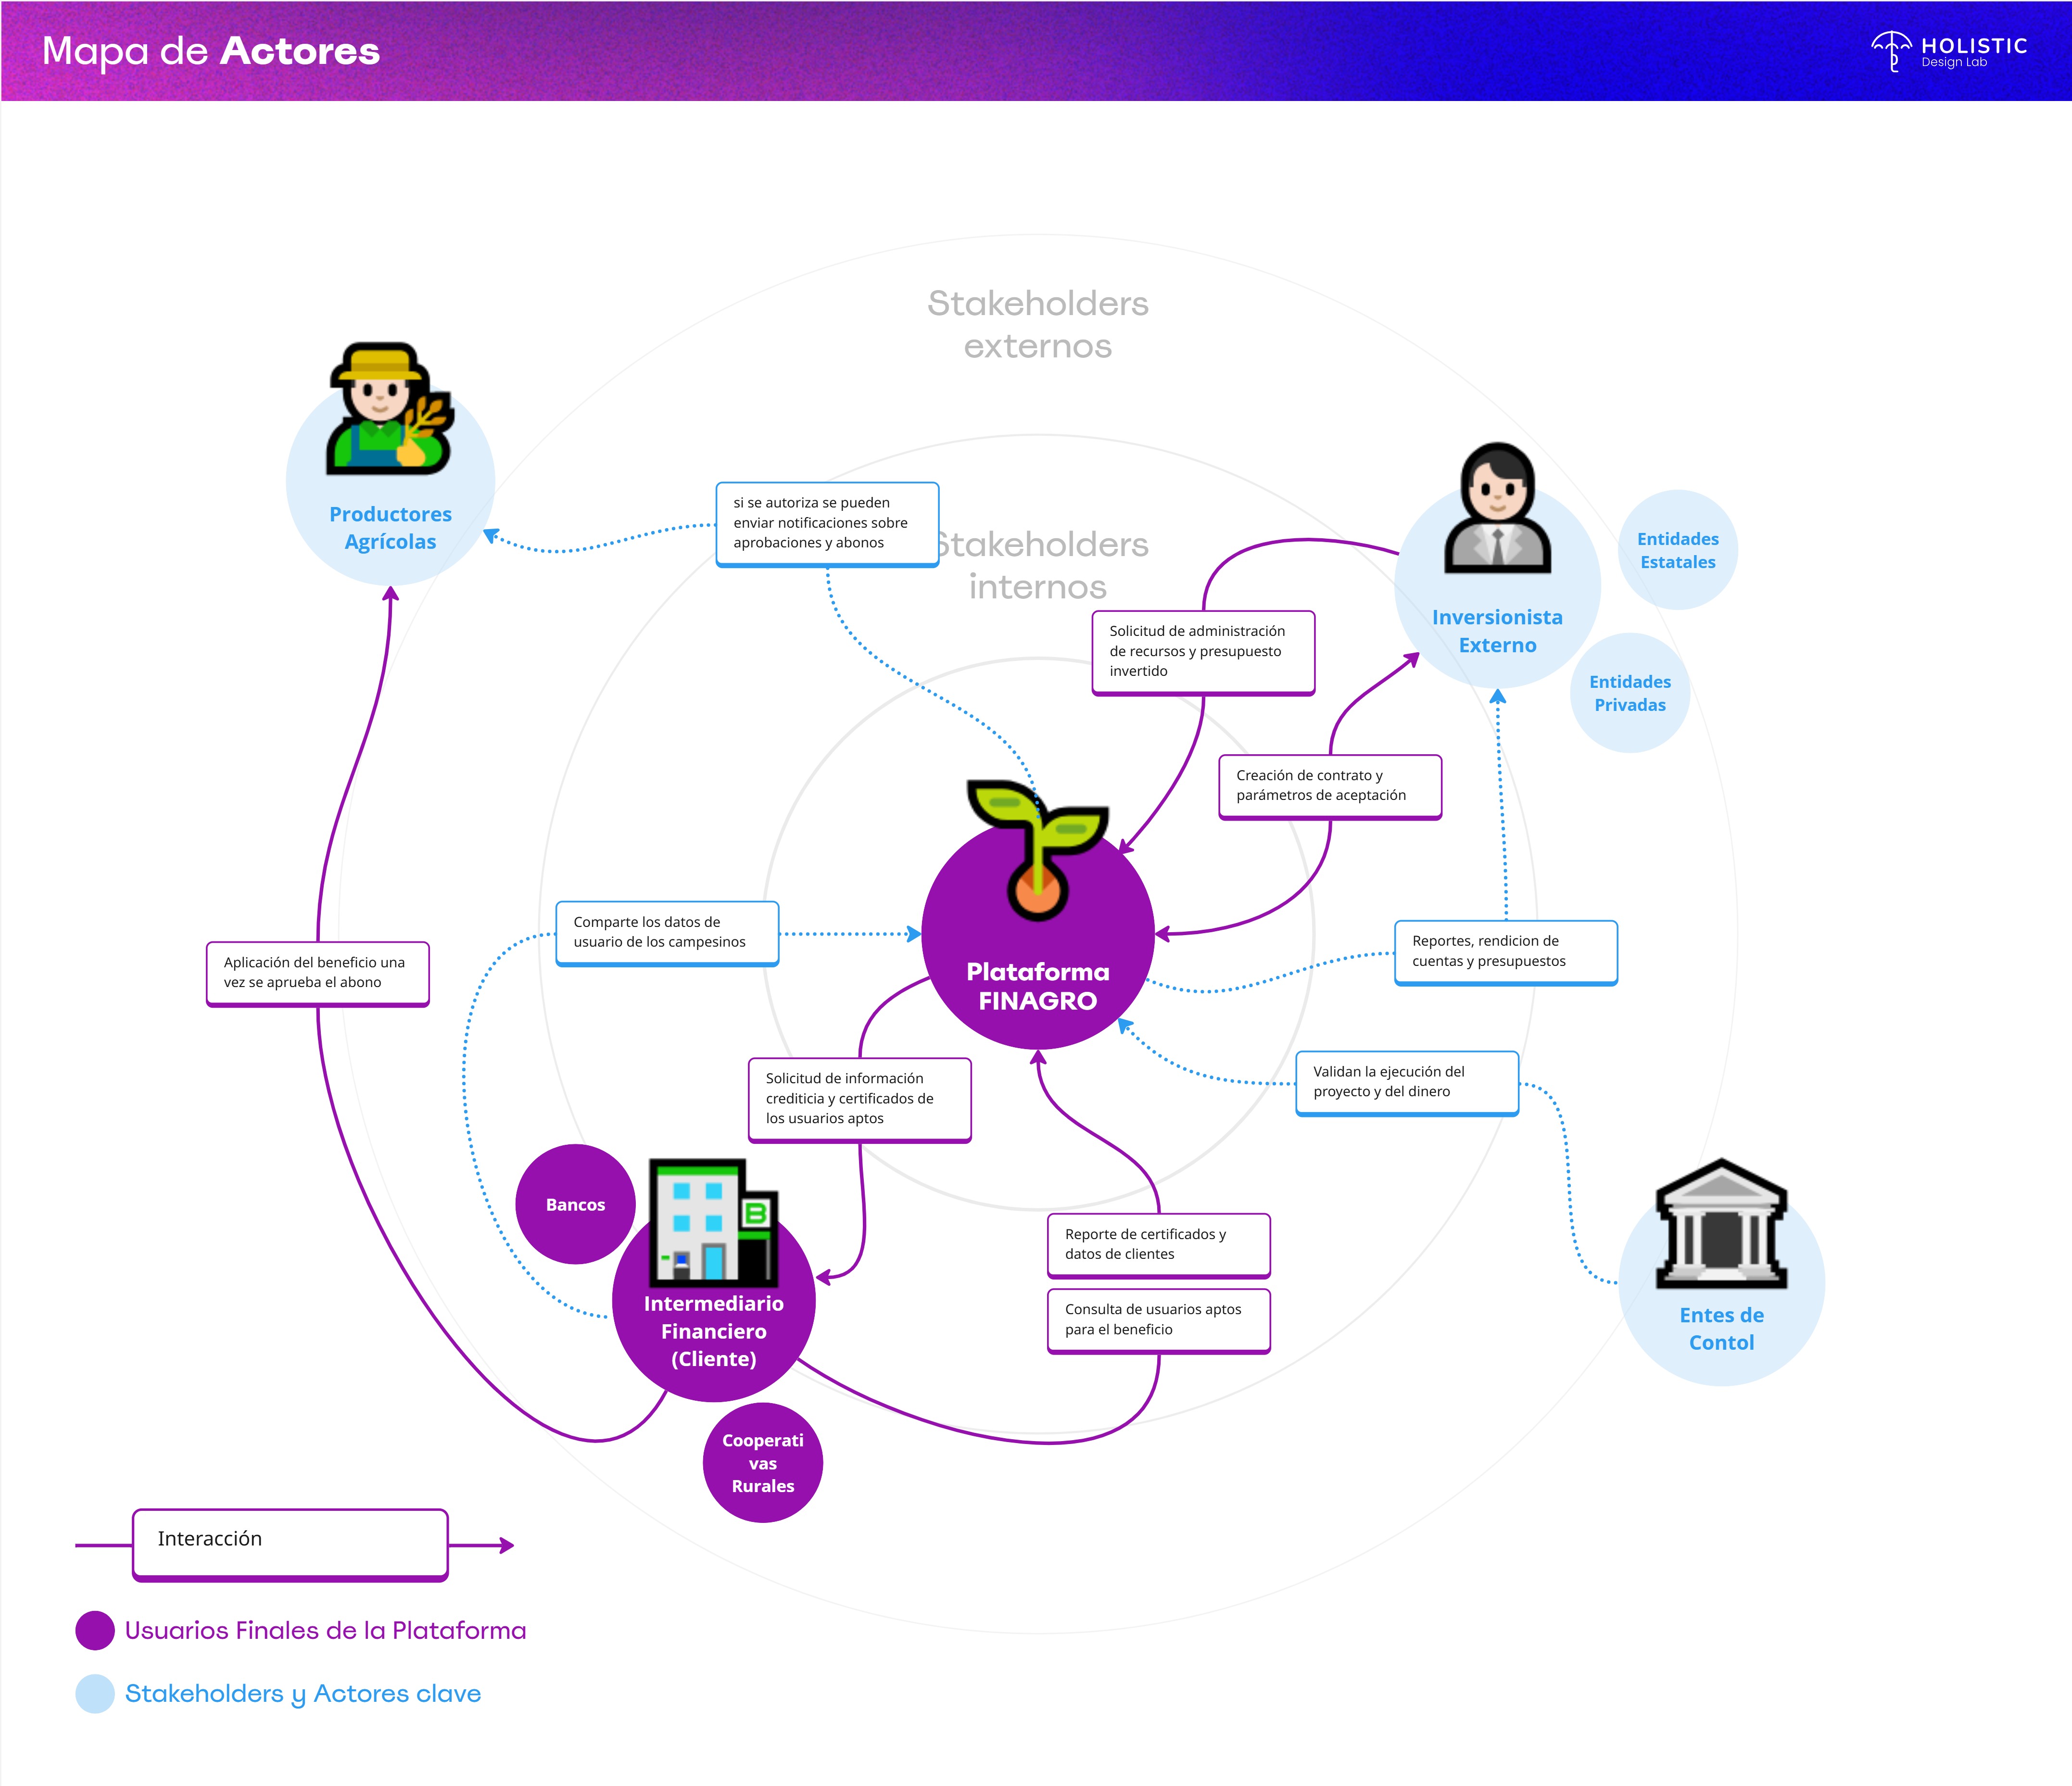 Mapa de Actores
HOLISTIC
Design Lab
Stakeholders
externos
Productores
Agrícolas
si se autoriza se pueden
enviar notificaciones sobre
aprobaciones y abonos
Stakeholders
internos
Inversionista
Externo
Entidades
Estatales
Entidades
Privadas
Solicitud de administración
de recursos y presupuesto
invertido
Creación de contrato y
parámetros de aceptación
Comparte los datos de
usuario de los campesinos
Aplicación del beneficio una
vez se aprueba el abono
Plataforma
FINAGRO
Reportes, rendicion de
cuentas y presupuestos
Validan la ejecución del
proyecto y del dinero
Solicitud de información
crediticia y certificados de
los usuarios aptos
Bancos
B
Intermediario
Financiero
(Cliente)
Reporte de certificados y
datos de clientes
Consulta de usuarios aptos
para el beneficio
Entes de
Contol
Cooperati
vas
Rurales
Interacción
Usuarios Finales de la Plataforma
Stakeholders y Actores clave